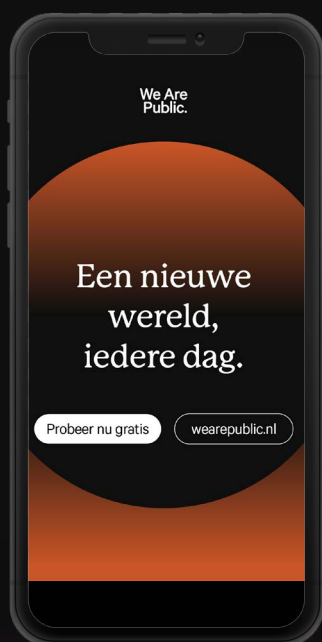 We Are
Public.
Een nieuwe
wereld,
iedere dag.
Probeer nu gratis
wearepublic.nl